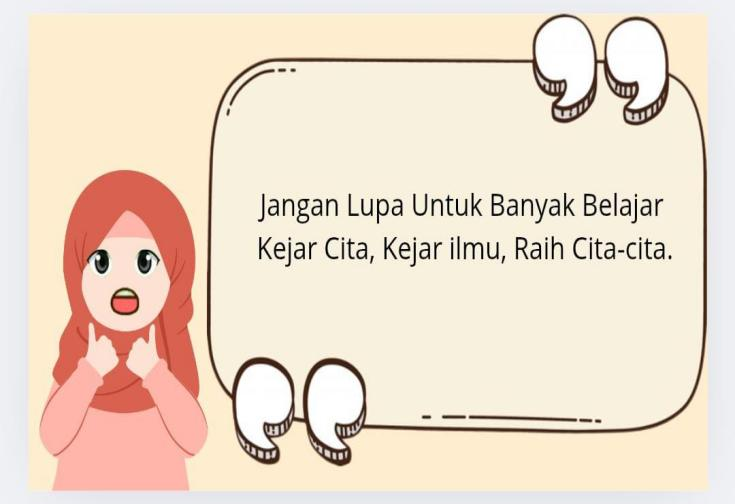 Jangan Lupa Untuk Banyak Belajar
Kejar Cita, Kejar ilmu, Raih Cita-cita.